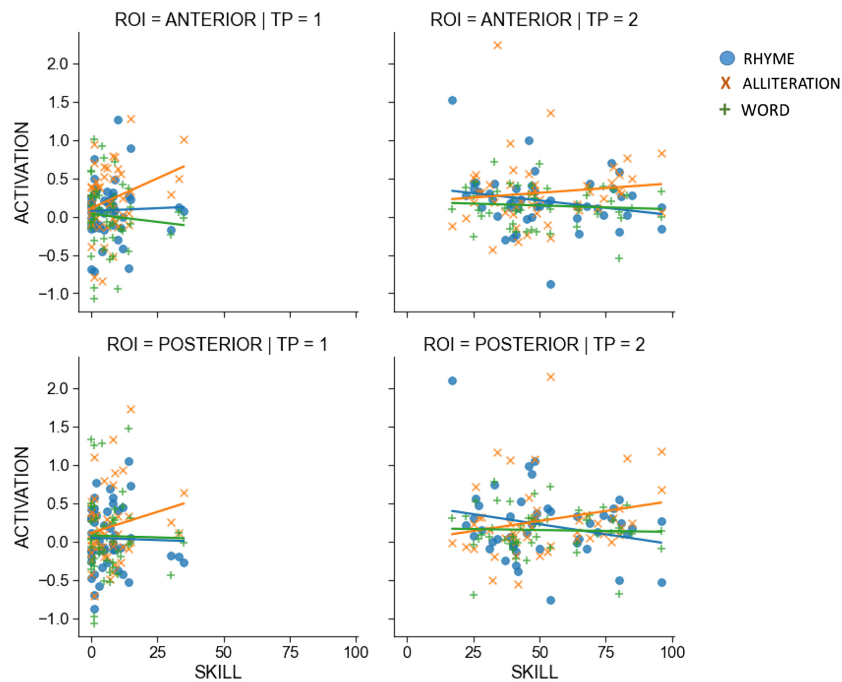 ROI = ANTERIOR | TP = 1
ROI = ANTERIOR | TP = 2
RHYME
ALLITERATION
WORD
ACTIVATION
2.0
1.5
1.0
0.5
0.0
−0.5
−1.0
ROI = POSTERIOR | TP = 1
ROI = POSTERIOR | TP = 2
ACTIVATION
2.0
1.5
1.0
0.5
0.0
−0.5
−1.0
0 25 50 75 100
0 25 50 75 100
SKILL
SKILL